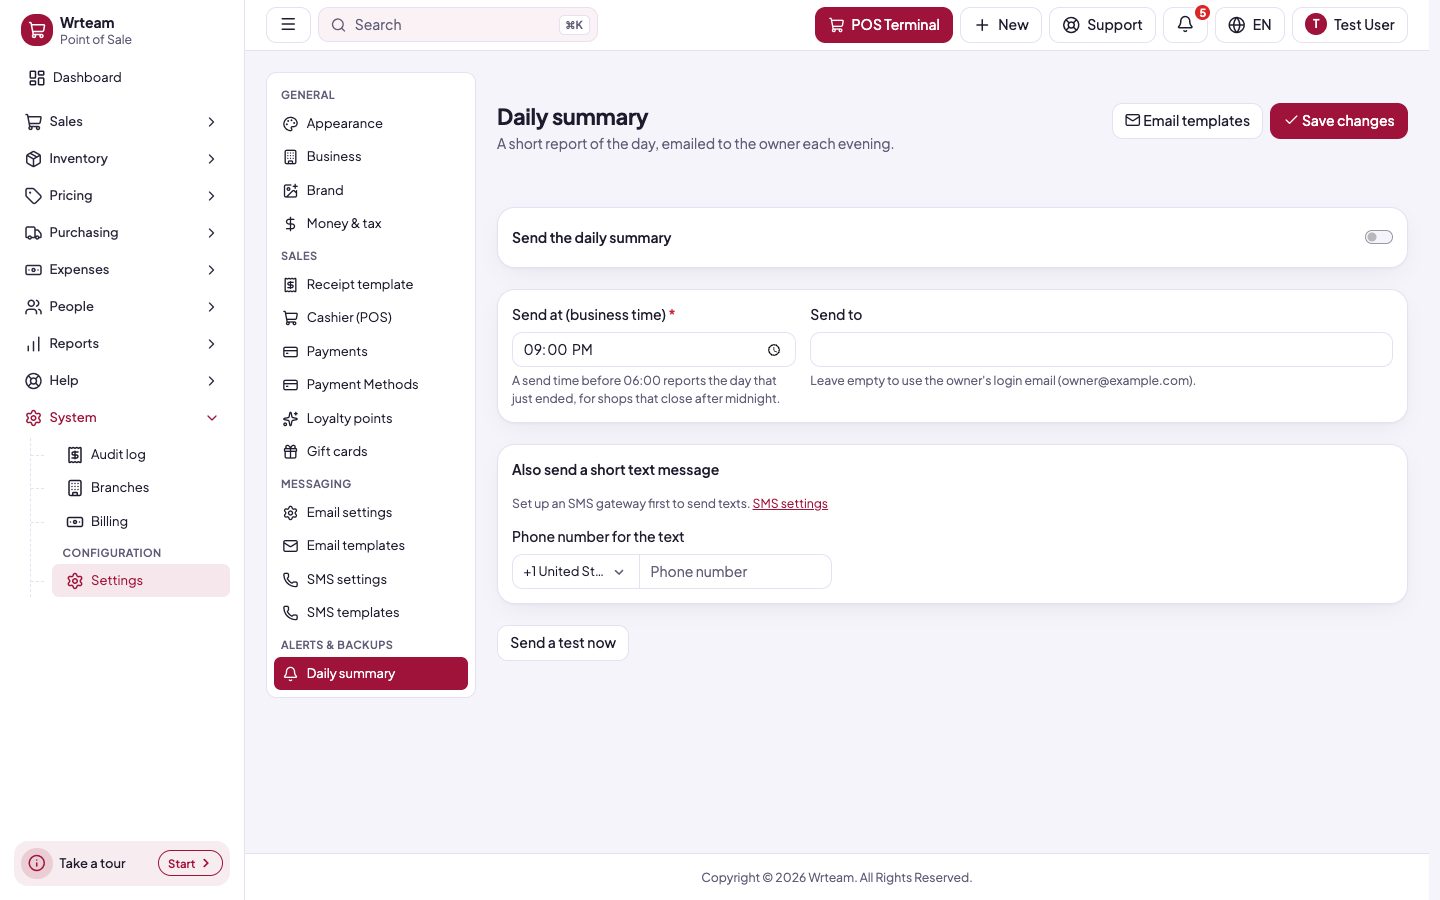 Wrteam
Point of Sale
Dashboard
Sales
Inventory
Pricing
Purchasing
Expenses
People
Reports
Help
System
Audit log
Branches
Billing
CONFIGURATION
Settings
Take a tour
Start
Search
⌘K
POS Terminal
New
Support
5
EN
T
Test User
GENERAL
Appearance
Business
Brand
Money & tax
SALES
Receipt template
Cashier (POS)
Payments
Payment Methods
Loyalty points
Gift cards
MESSAGING
Email settings
Email templates
SMS settings
SMS templates
ALERTS & BACKUPS
Daily summary
Daily summary
A short report of the day, emailed to the owner each evening.
Email templates
Save changes
Send the daily summary
Send at (business time) *
09:00 PM
A send time before 06:00 reports the day that
just ended, for shops that close after midnight.
Send to
Leave empty to use the owner's login email (owner@example.com).
Also send a short text message
Set up an SMS gateway first to send texts. SMS settings
Phone number for the text
+1 United St...
Phone number
Send a test now
Copyright © 2026 Wrteam. All Rights Reserved.